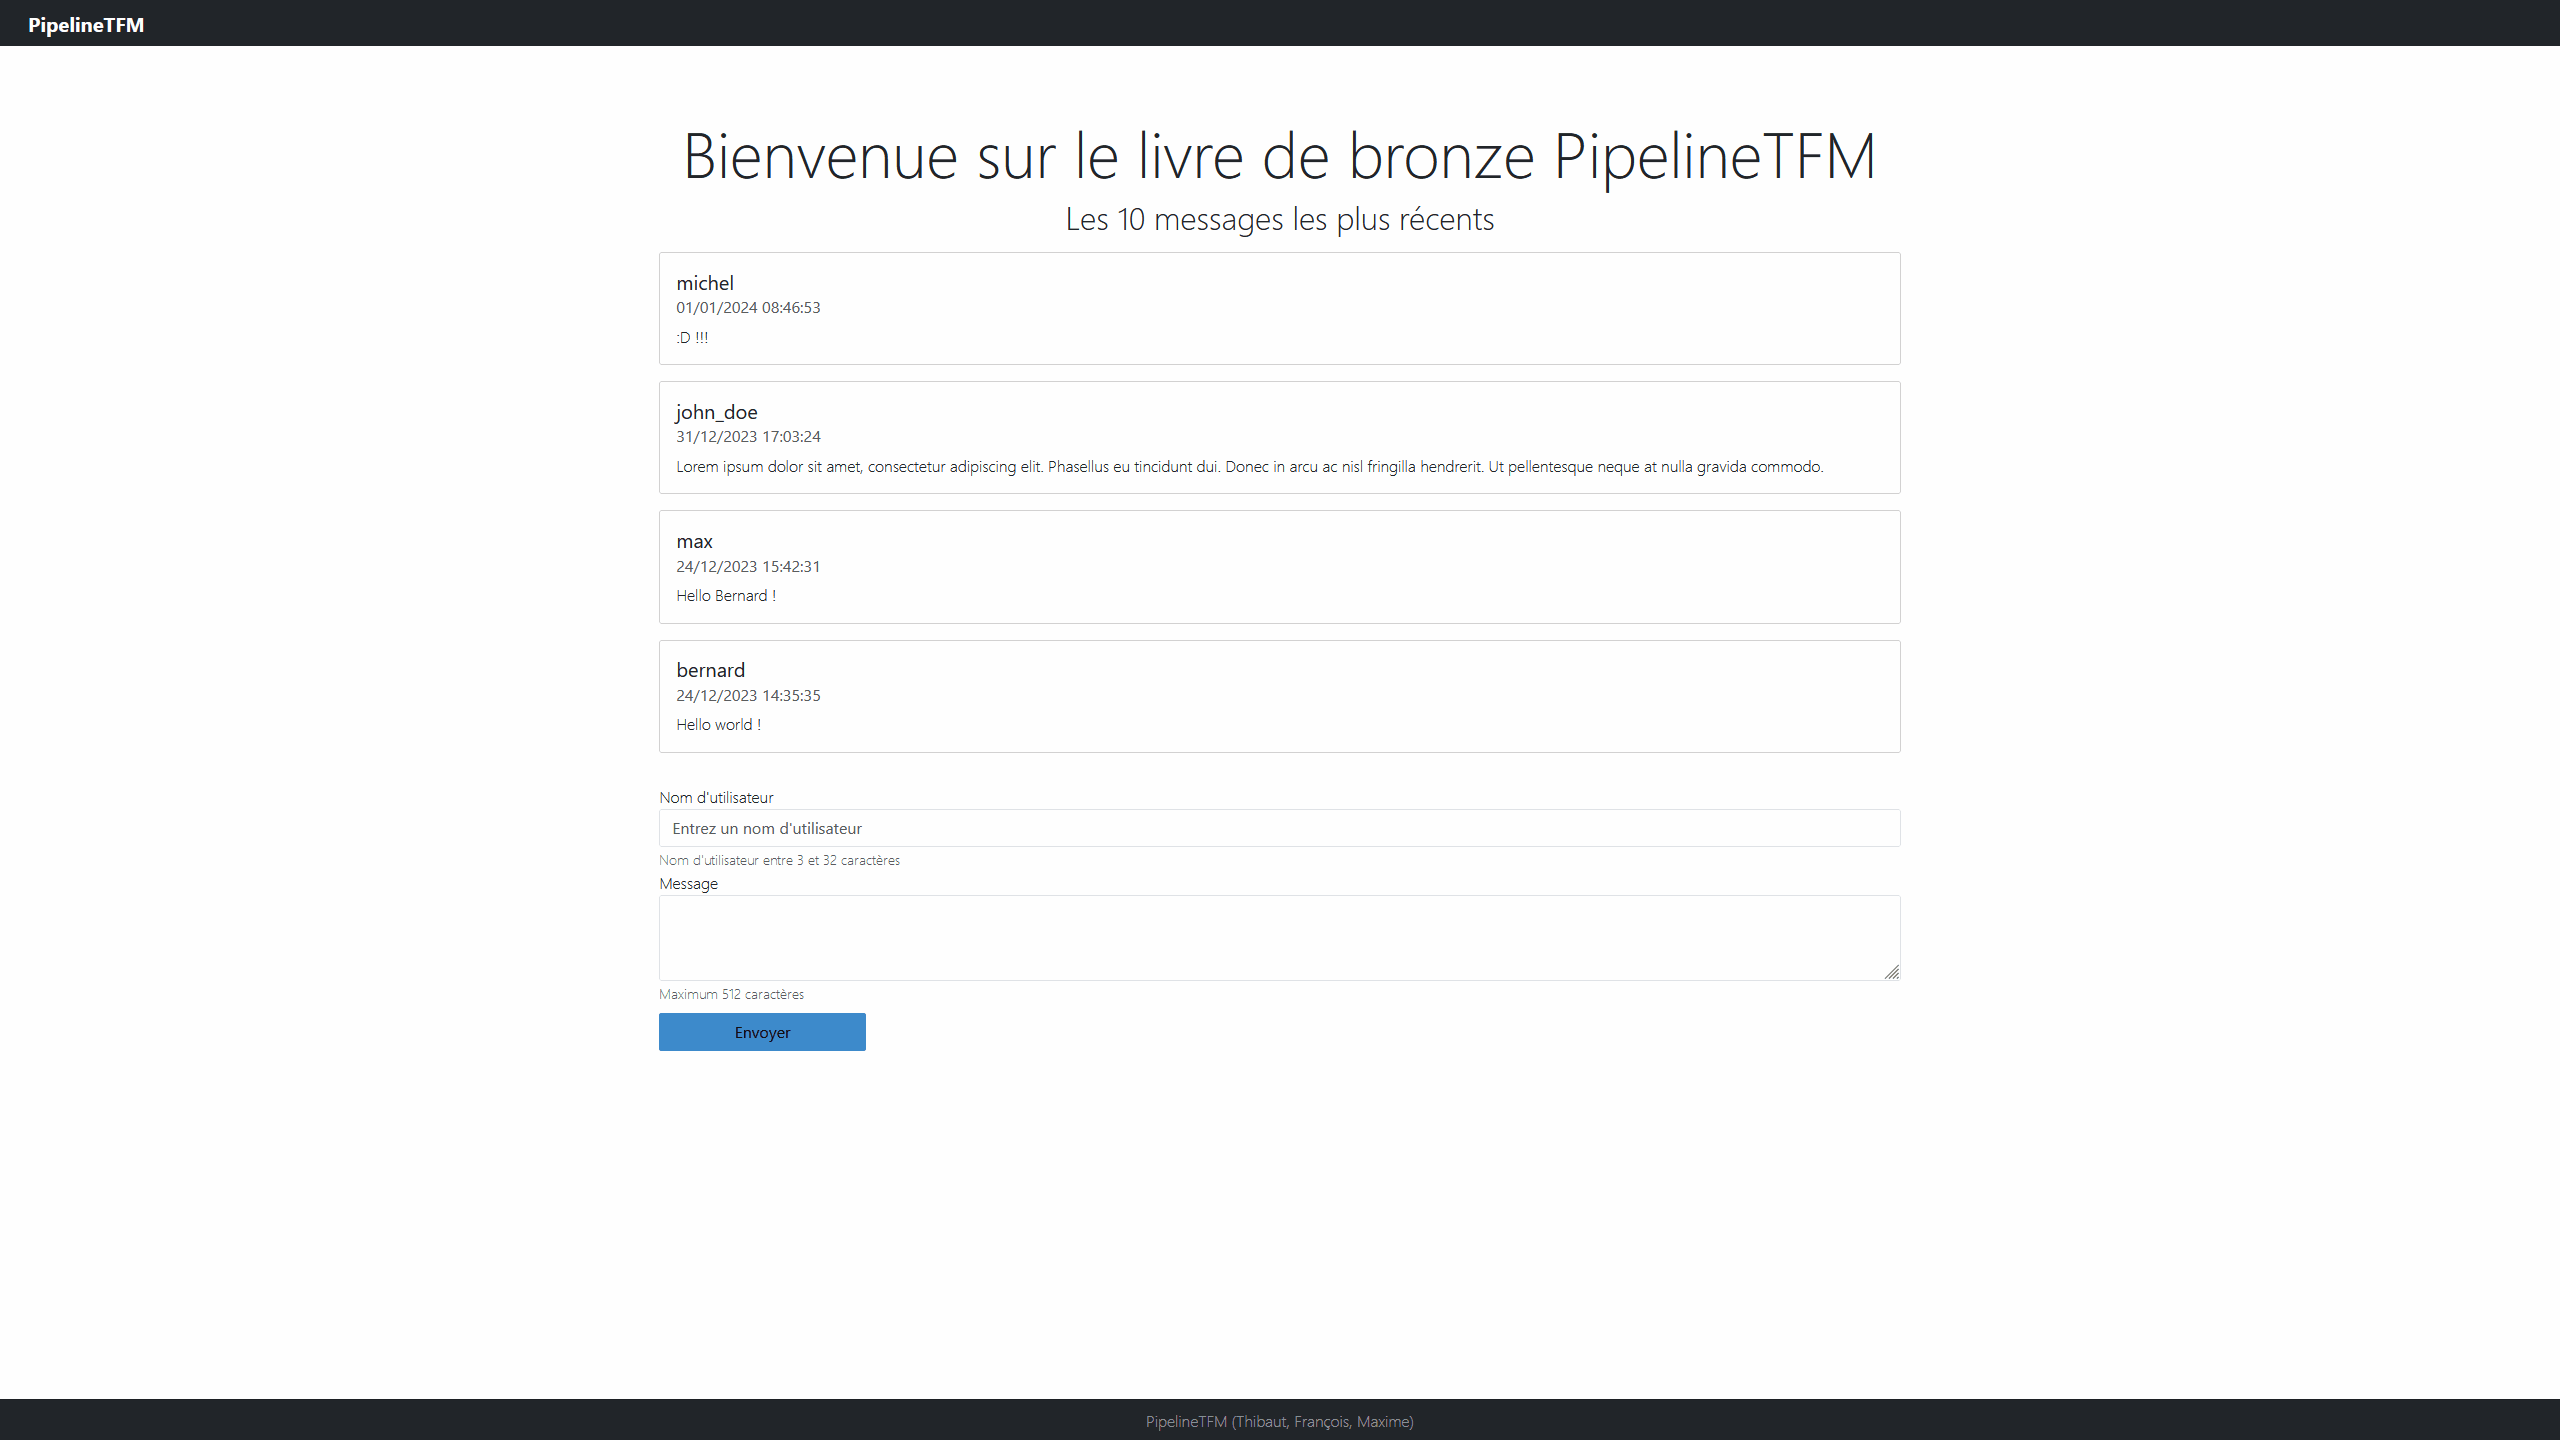 PipelineTFM
Bienvenue sur le livre de bronze PipelineTFM
Les 10 messages les plus récents
michel
01/01/2024 08:46:53
:D !!!
john_doe
31/12/2023 17:03:24
Lorem ipsum dolor sit amet, consectetur adipiscing elit. Phasellus eu tincidunt dui. Donec in arcu ac nisl fringilla hendrerit. Ut pellentesque neque at nulla gravida commodo.
max
24/12/2023 15:42:31
Hello Bernard !
bernard
24/12/2023 14:35:35
Hello world !
Nom d'utilisateur
Entrez un nom d'utilisateur
Nom d'utilisateur entre 3 et 32 caractères
Message
Maximum 512 caractères
Envoyer
PipelineTFM (Thibaut, François, Maxime)